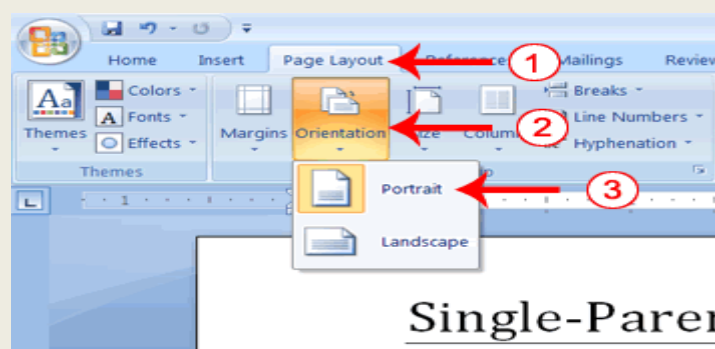 Home Insert Page Layout Mailings Review
1
Aa Colors Breaks
A Fonts Line Numbers
Themes Effects Margins Orientation Hyphenation
2
Themes
L 1
Portrait
3
Landscape
Single-Paren